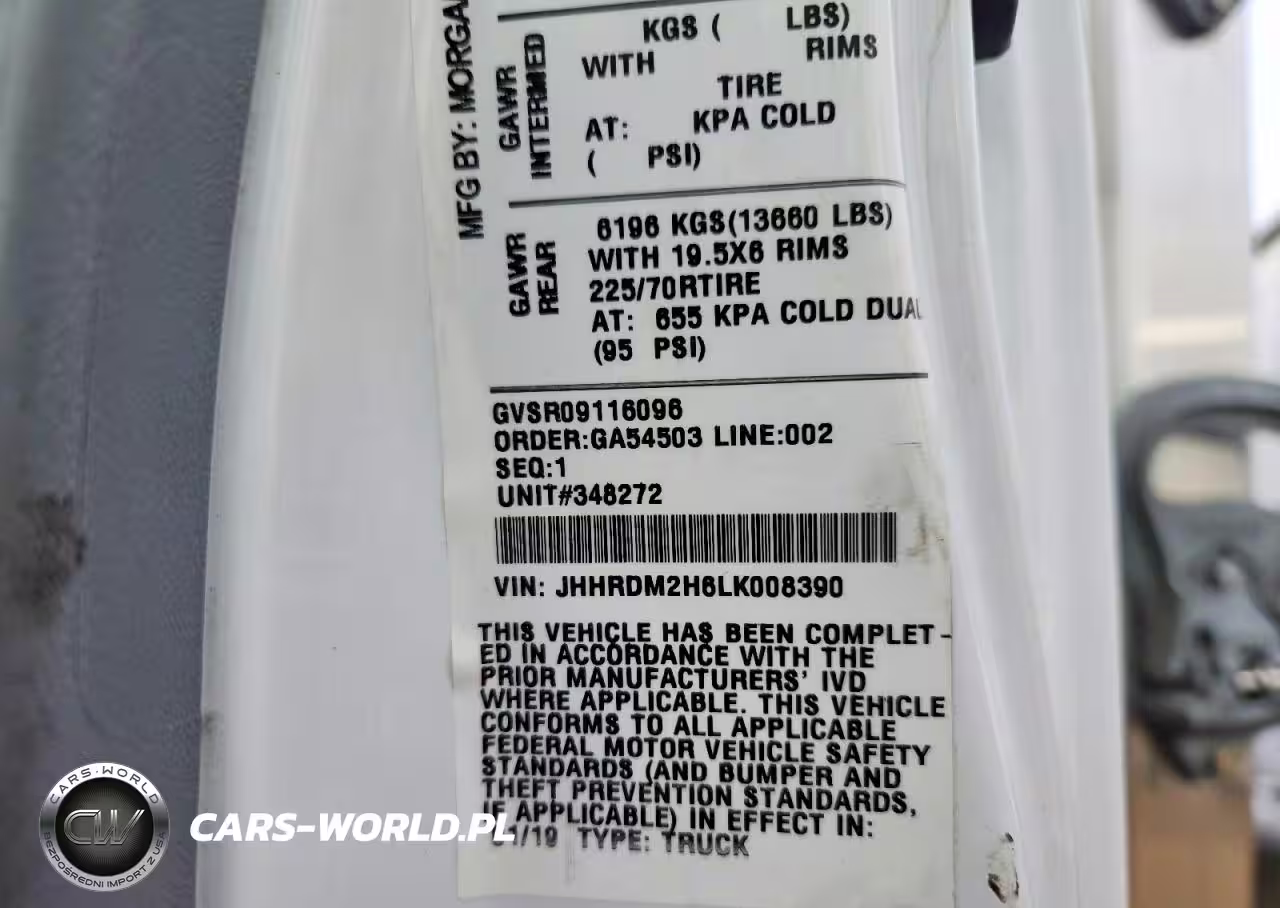 MFG BY: MORGA
GAWR
INTERMED
KGS ( LBS)
WITH RIMS
TIRE
AT: KPA COLD
( PSI)
GAWR
REAR
6196 KGS(13660 LBS)
WITH 19.5X6 RIMS
225/70RTIRE
AT: 655 KPA COLD DUAL
(95 PSI)
GVSR09116096
ORDER:GA54503 LINE:002
SEQ:1
UNIT#348272
VIN: JHHRDM2H6LK008390
THIS VEHICLE HAS BEEN COMPLET-
ED IN ACCORDANCE WITH THE
PRIOR MANUFACTURERS' IVD
WHERE APPLICABLE. THIS VEHICLE
CONFORMS TO ALL APPLICABLE
FEDERAL MOTOR VEHICLE SAFETY
STANDARDS (AND BUMPER AND
THEFT PREVENTION STANDARDS,
IF APPLICABLE) IN EFFECT IN:
/19 TYPE: TRUCK
CARS-WORLD
CW
BEZPOŚREDNI IMPORT Z USA
CARS-WORLD.PL